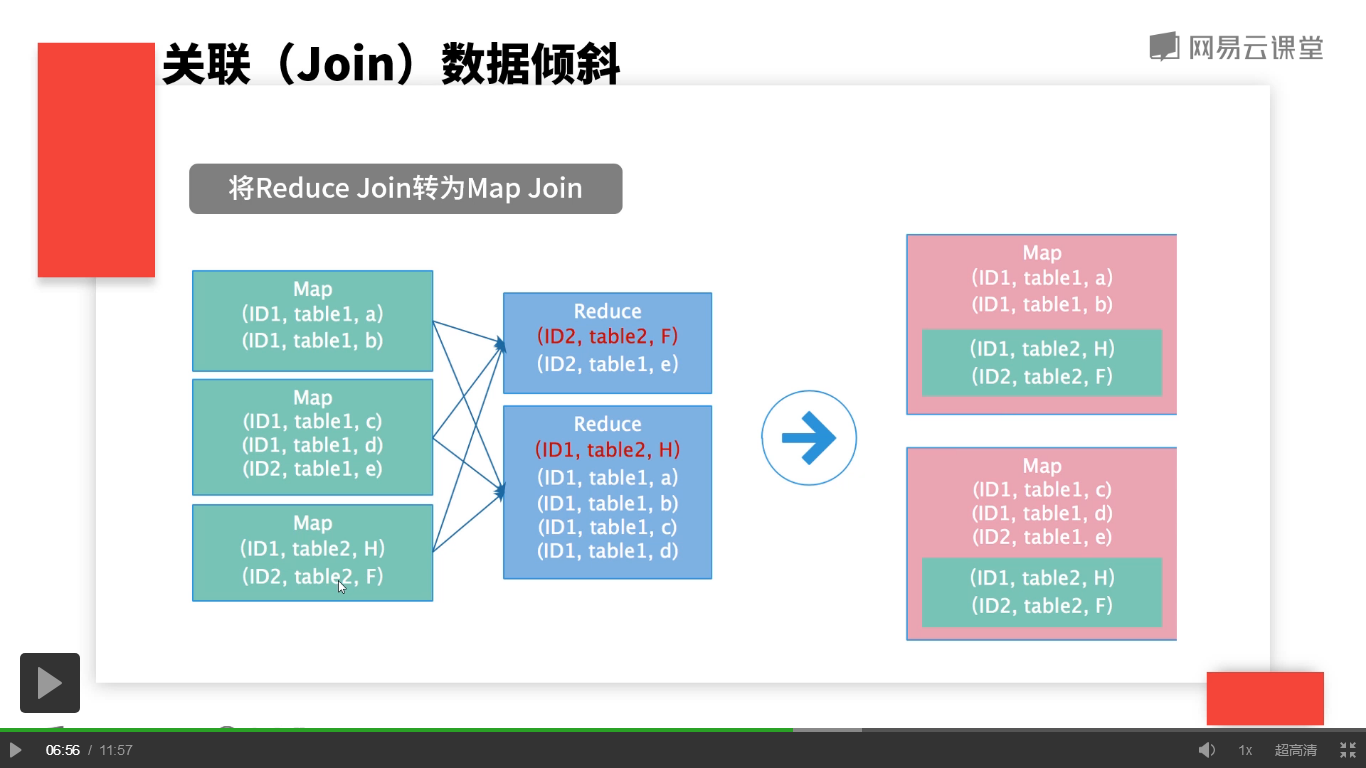 关联（Join）数据倾斜
网易云课堂
将Reduce Join转为Map Join
Map
(ID1, table1, a)
(ID1, table1, b)
Map
(ID1, table1, c)
(ID1, table1, d)
(ID2, table1, e)
Map
(ID1, table2, H)
(ID2, table2, F)
Reduce
(ID2, table2, F)
(ID2, table1, e)
Reduce
(ID1, table2, H)
(ID1, table1, a)
(ID1, table1, b)
(ID1, table1, c)
(ID1, table1, d)
Map
(ID1, table1, a)
(ID1, table1, b)
(ID1, table2, H)
(ID2, table2, F)
Map
(ID1, table1, c)
(ID1, table1, d)
(ID2, table1, e)
(ID1, table2, H)
(ID2, table2, F)
06:56 / 11:57
1x
超高清